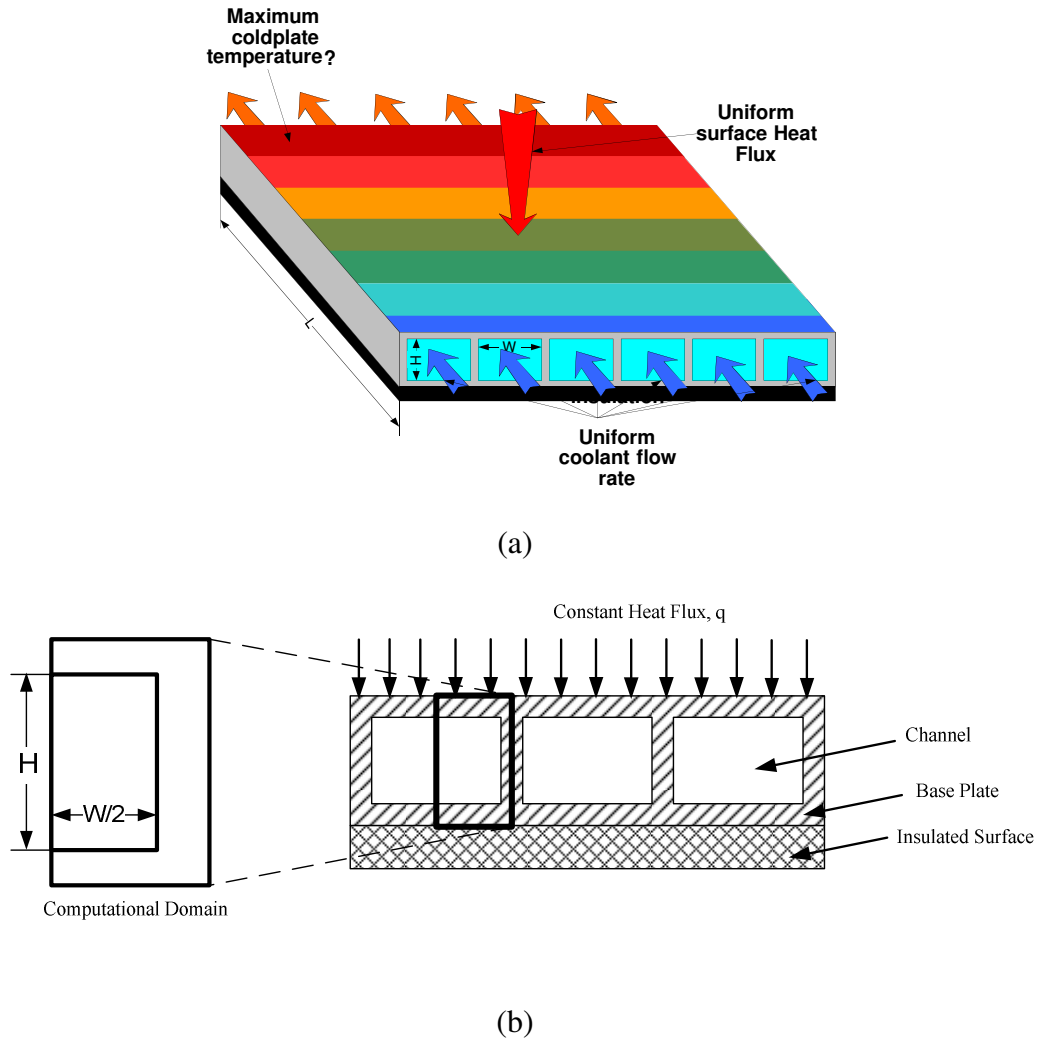 Maximum
coldplate
temperature?
Uniform
surface Heat
Flux
L
H
W
insulation
Uniform
coolant flow
rate
(a)
Constant Heat Flux, q
H
W/2
Channel
Base Plate
Insulated Surface
Computational Domain
(b)